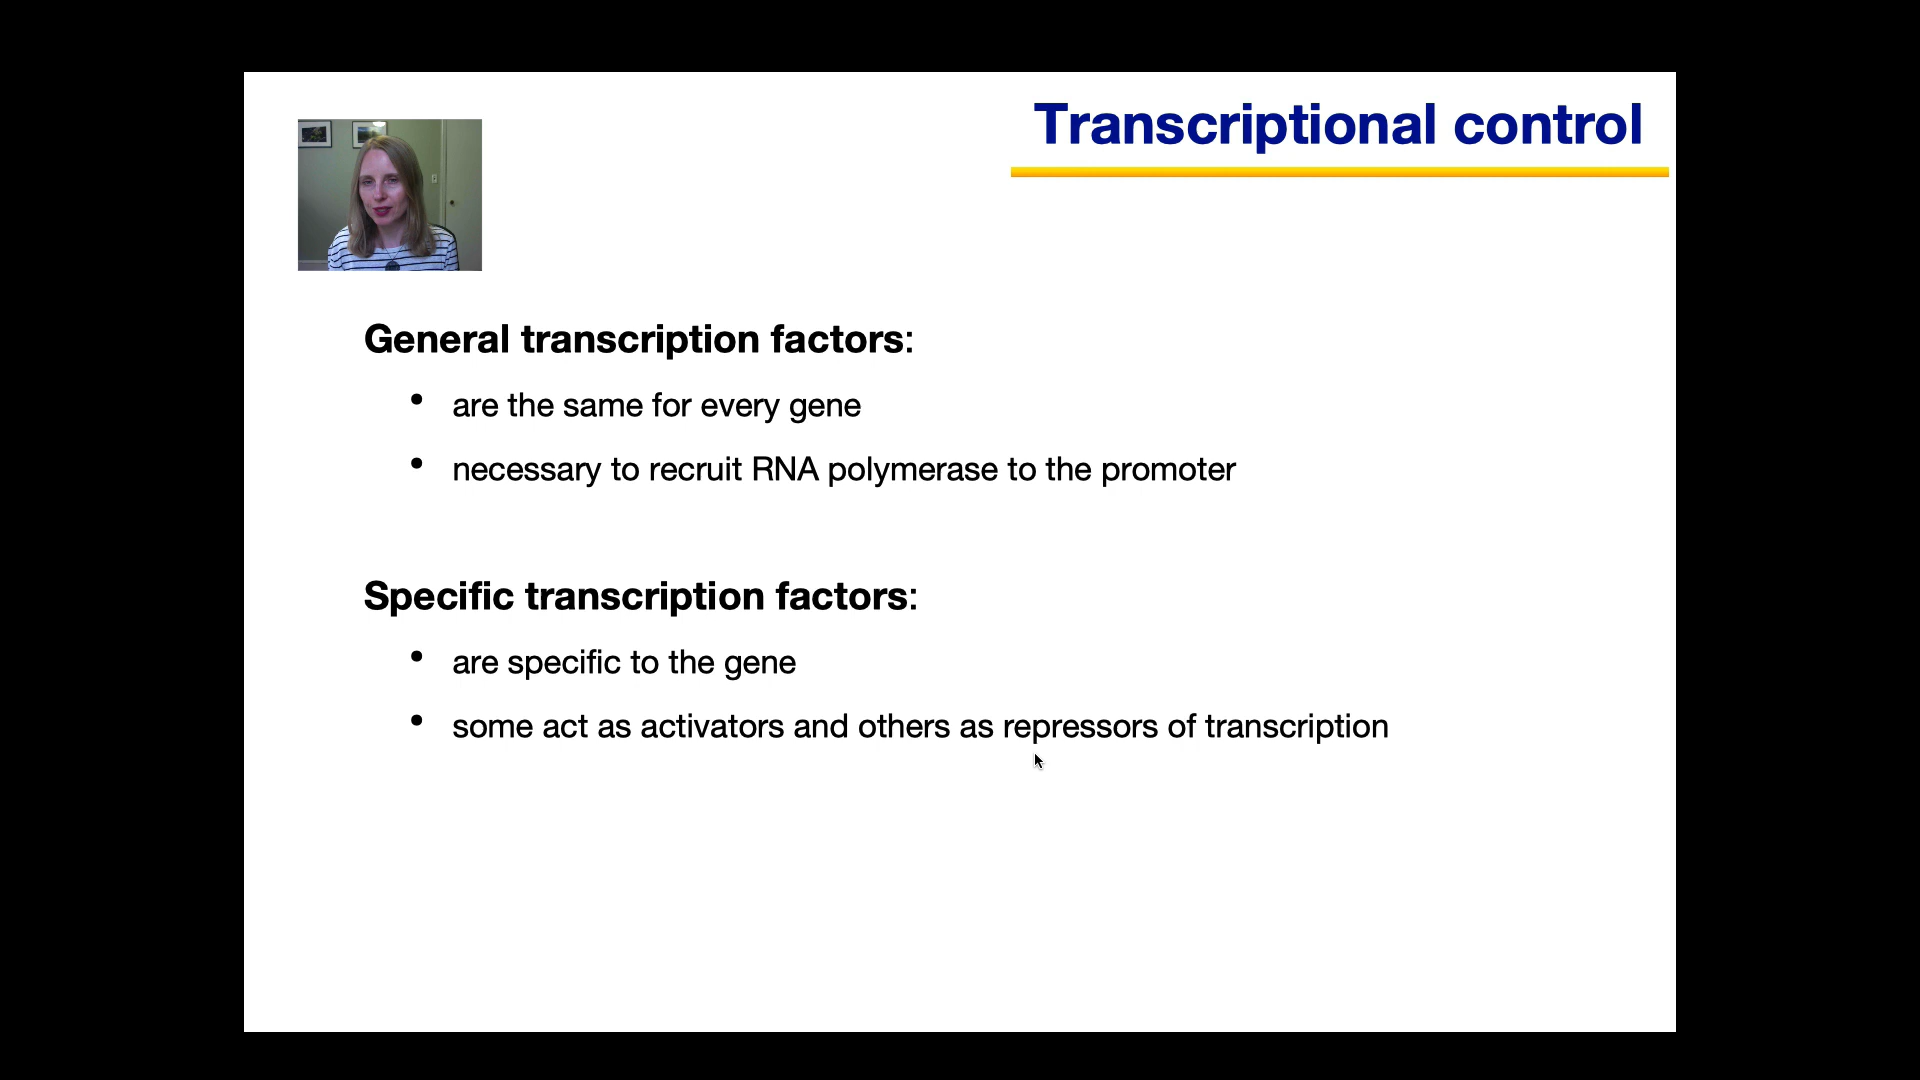 Transcriptional control
General transcription factors:
• are the same for every gene
• necessary to recruit RNA polymerase to the promoter
Specific transcription factors:
• are specific to the gene
• some act as activators and others as repressors of transcription